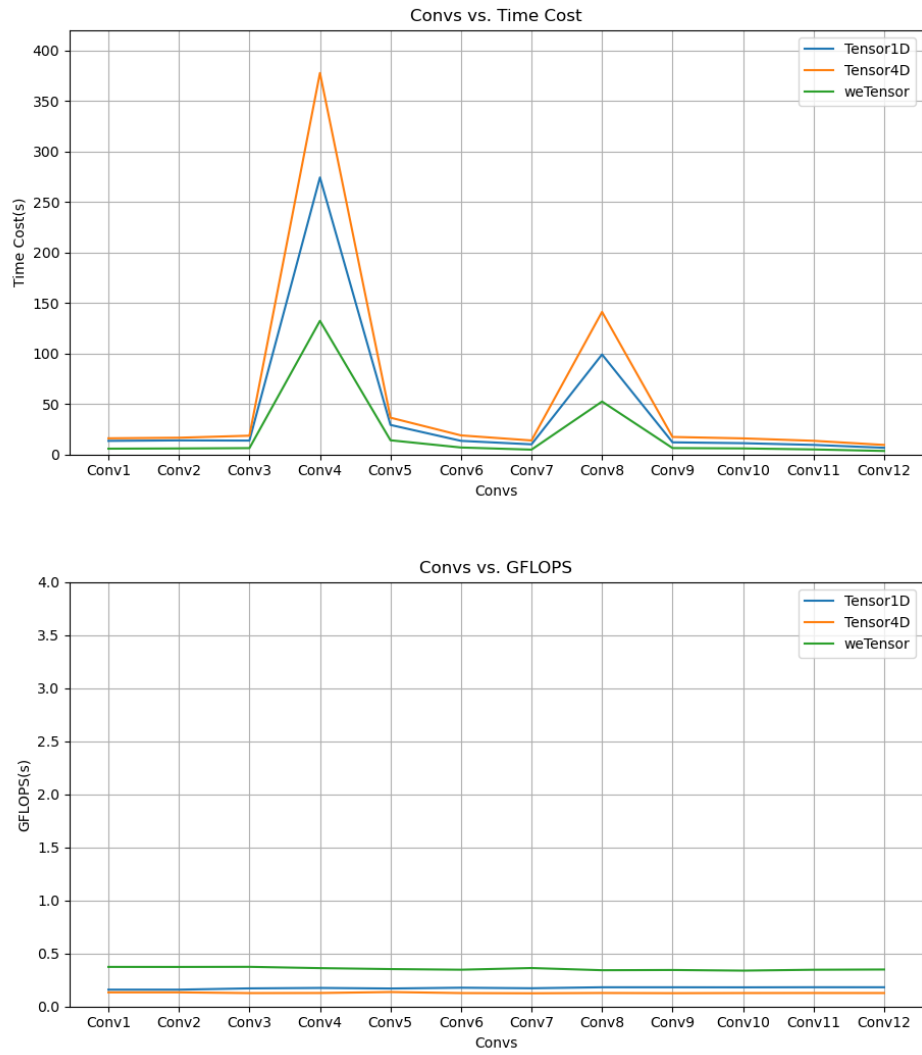 Convs vs. Time Cost
400
350
300
250
200
150
100
50
0
Time Cost(s)
Tensor1D
Tensor4D
weTensor
Conv1 Conv2 Conv3 Conv4 Conv5 Conv6 Conv7 Conv8 Conv9 Conv10 Conv11 Conv12
Convs
Convs vs. GFLOPS
4.0
3.5
3.0
2.5
2.0
1.5
1.0
0.5
0.0
GFLOPS(s)
Tensor1D
Tensor4D
weTensor
Conv1 Conv2 Conv3 Conv4 Conv5 Conv6 Conv7 Conv8 Conv9 Conv10 Conv11 Conv12
Convs